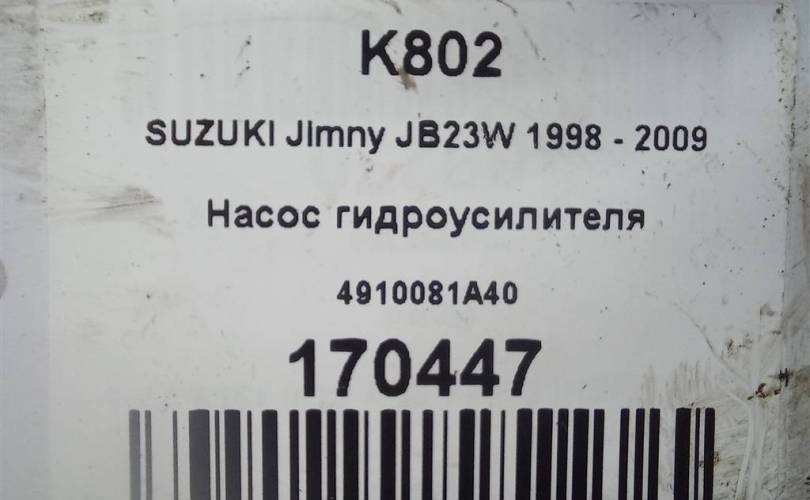 K802
SUZUKI Jimny JB23W 1998 - 2009
Насос гидроусилителя
4910081A40
170447